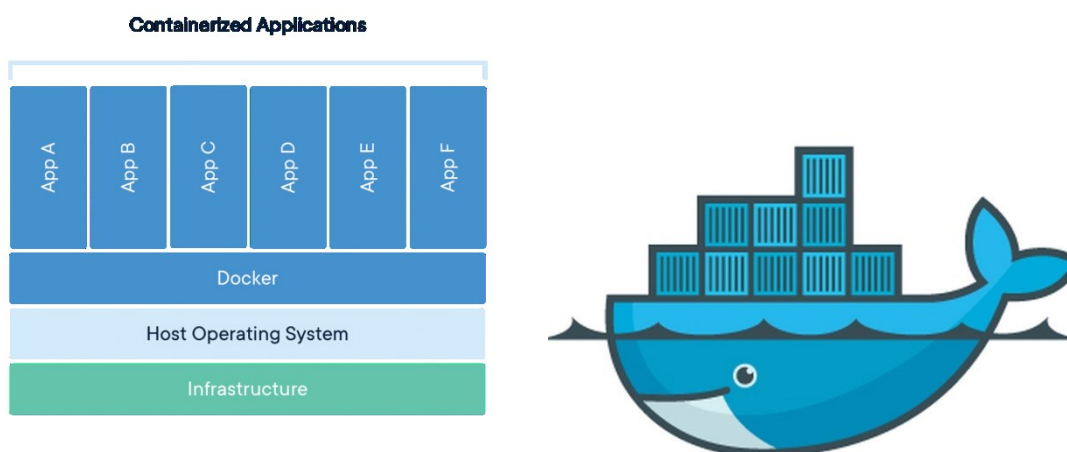 Containerized Applications
App A
App B
App C
App D
App E
App F
Docker
Host Operating System
Infrastructure